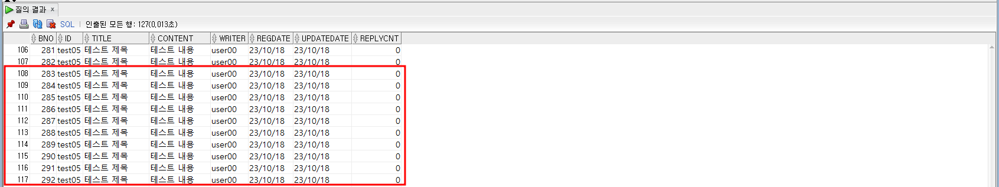 질의 결과 x
SQL | 인출된 모든 행: 127(0,013초)
BNO ID TITLE CONTENT WRITER REGDATE UPDATEDATE REPLYCNT
106 281 test05 테스트 제목 테스트 내용 user00 23/10/18 23/10/18 0
107 282 test05 테스트 제목 테스트 내용 user00 23/10/18 23/10/18 0
108 283 test05 테스트 제목 테스트 내용 user00 23/10/18 23/10/18 0
109 284 test05 테스트 제목 테스트 내용 user00 23/10/18 23/10/18 0
110 285 test05 테스트 제목 테스트 내용 user00 23/10/18 23/10/18 0
111 286 test05 테스트 제목 테스트 내용 user00 23/10/18 23/10/18 0
112 287 test05 테스트 제목 테스트 내용 user00 23/10/18 23/10/18 0
113 288 test05 테스트 제목 테스트 내용 user00 23/10/18 23/10/18 0
114 289 test05 테스트 제목 테스트 내용 user00 23/10/18 23/10/18 0
115 290 test05 테스트 제목 테스트 내용 user00 23/10/18 23/10/18 0
116 291 test05 테스트 제목 테스트 내용 user00 23/10/18 23/10/18 0
117 292 test05 테스트 제목 테스트 내용 user00 23/10/18 23/10/18 0